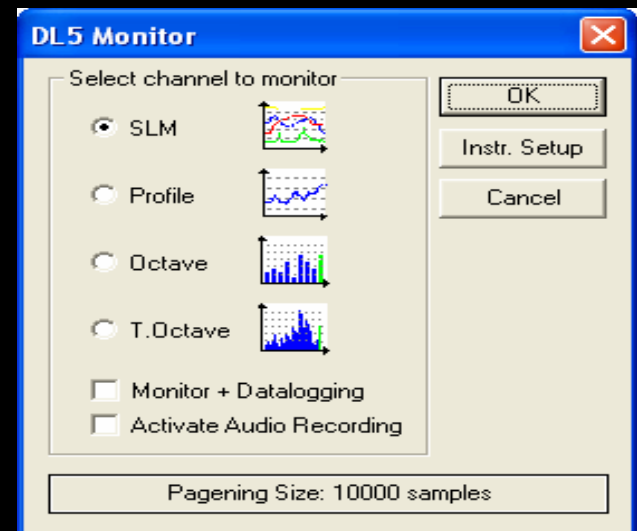 DL5 Monitor
Select channel to monitor
SLM
Profile
Octave
T.Octave
Monitor + Datalogging
Activate Audio Recording
OK
Instr. Setup
Cancel
Pagening Size: 10000 samples